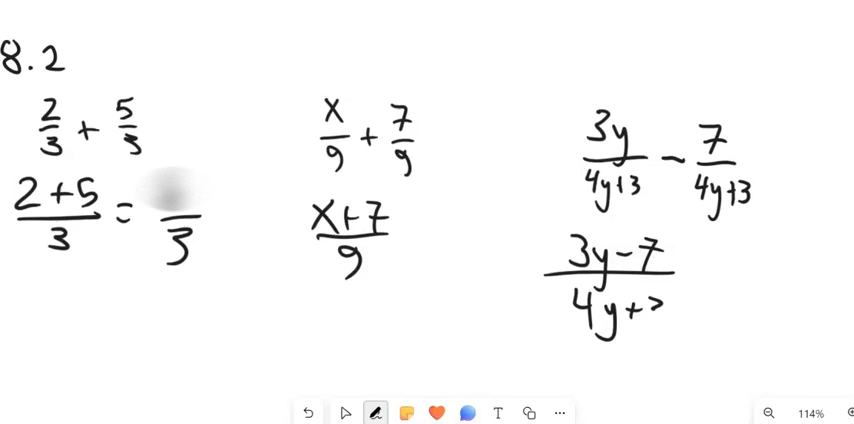 8.2
2/3 + 5/3
(2+5)/3 = /3
x/9 + 7/9
(x+7)/9
3y/(4y+3) - 7/(4y+3)
(3y-7)/(4y+
114%